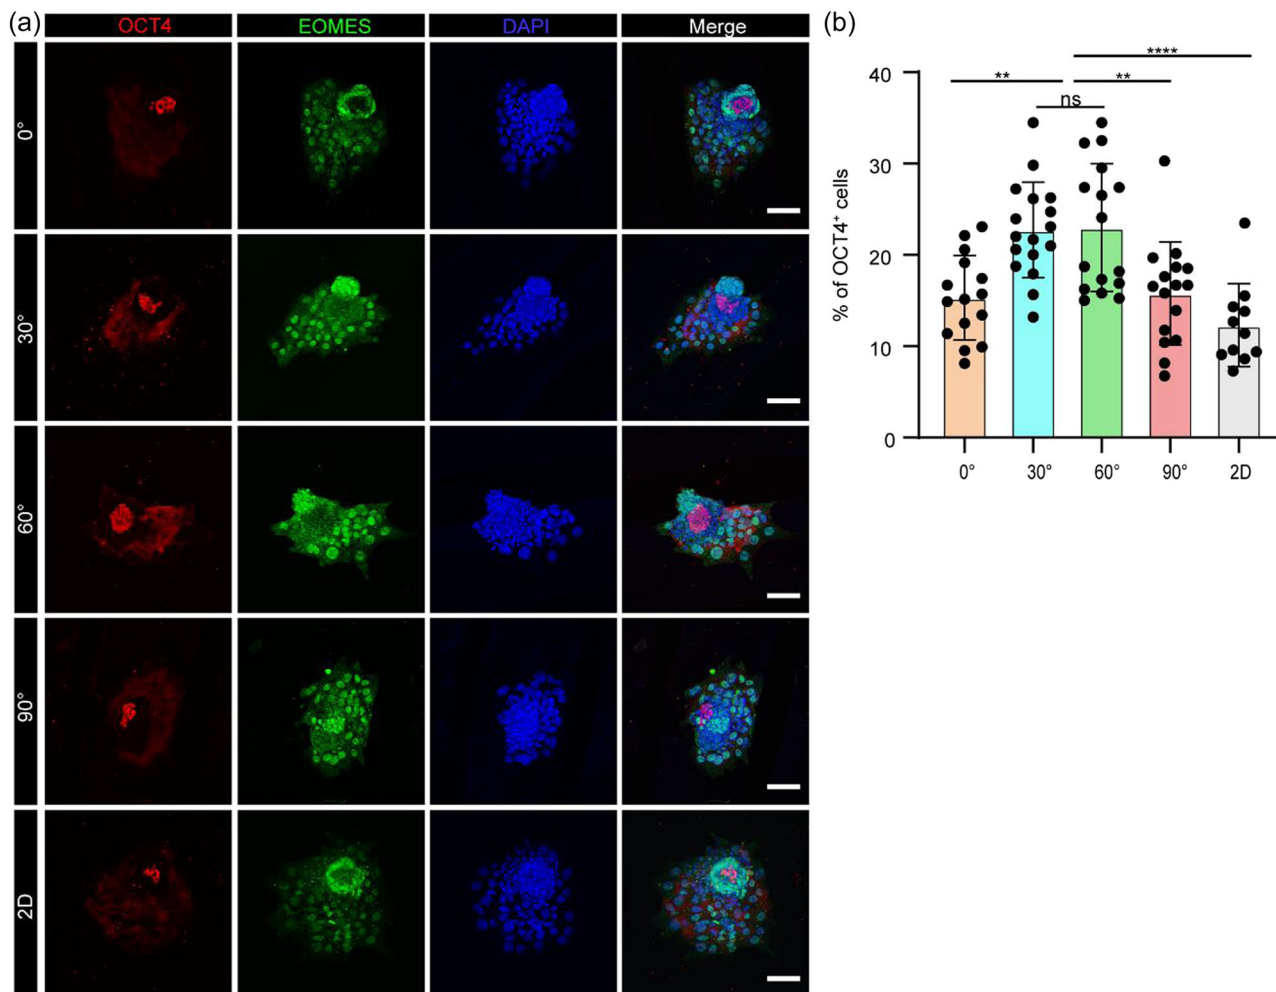 (a)
OCT4 EOMES DAPI Merge
0°
30°
60°
90°
2D
(b)
****
** **
ns
% of OCT4⁺ cells
40
30
20
10
0
0° 30° 60° 90° 2D